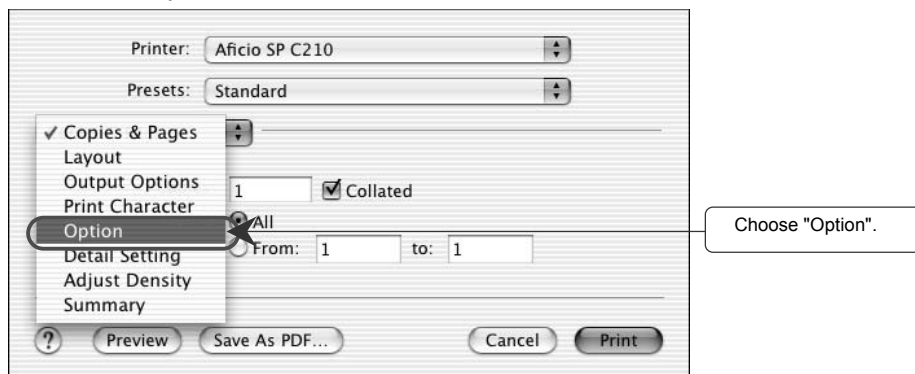 Printer: Aficio SP C210
Presets: Standard
✓ Copies & Pages
Layout
Output Options
1 Collated
Print Character
All
Option
Choose "Option".
From: 1 to: 1
Detail Setting
Adjust Density
Summary
? Preview Save As PDF... Cancel Print